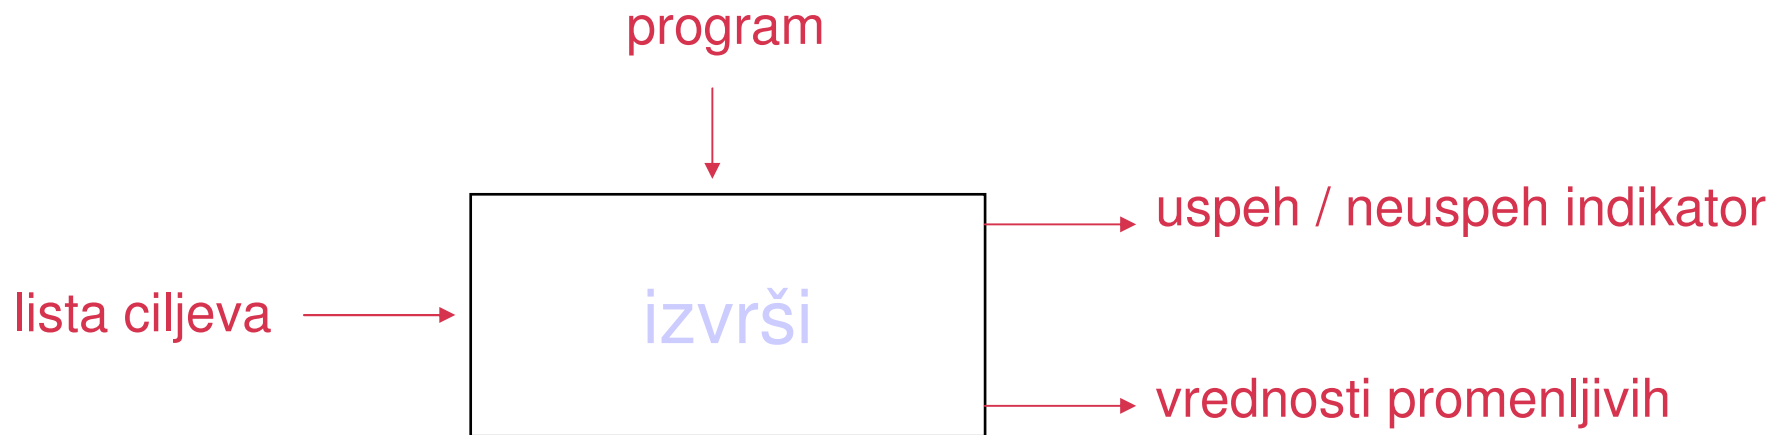 program
uspeh / neuspeh indikator
lista ciljeva
izvrši
vrednosti promenljivih